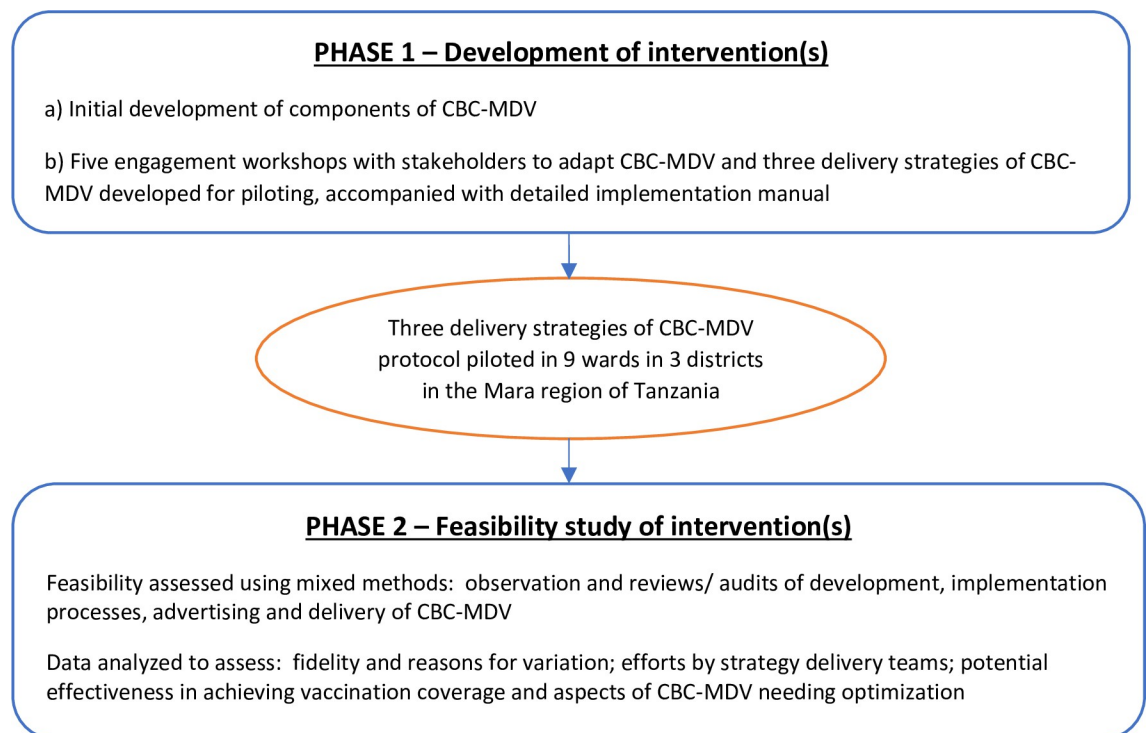 PHASE 1 – Development of intervention(s)
a) Initial development of components of CBC-MDV
b) Five engagement workshops with stakeholders to adapt CBC-MDV and three delivery strategies of CBC-
MDV developed for piloting, accompanied with detailed implementation manual
Three delivery strategies of CBC-MDV
protocol piloted in 9 wards in 3 districts
in the Mara region of Tanzania
PHASE 2 – Feasibility study of intervention(s)
Feasibility assessed using mixed methods:  observation and reviews/ audits of development, implementation
processes, advertising and delivery of CBC-MDV
Data analyzed to assess:  fidelity and reasons for variation; efforts by strategy delivery teams; potential
effectiveness in achieving vaccination coverage and aspects of CBC-MDV needing optimization